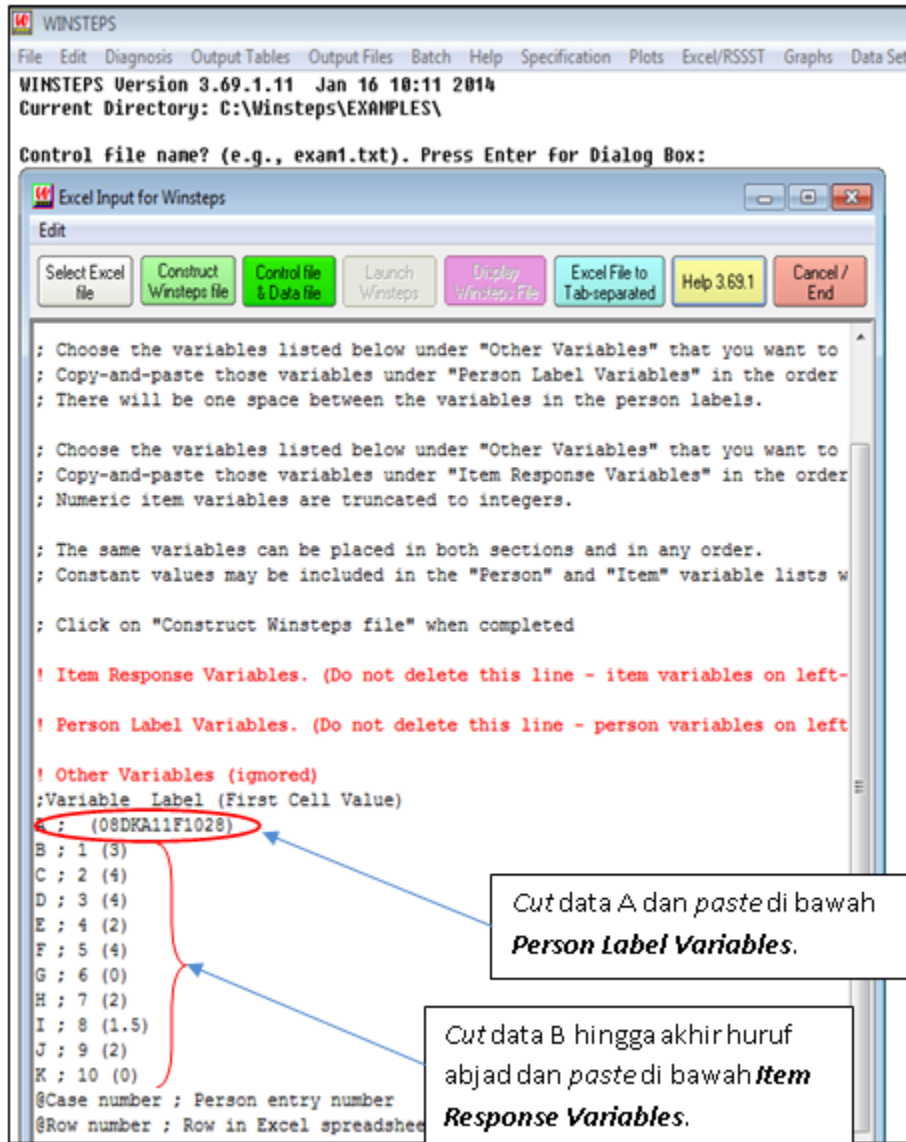 WINSTEPS
File Edit Diagnosis Output Tables Output Files Batch Help Specification Plots Excel/RSSST Graphs Data Set
WINSTEPS Version 3.69.1.11 Jan 16 10:11 2014
Current Directory: C:\Winsteps\EXAMPLES\
Control file name? (e.g., exam1.txt). Press Enter for Dialog Box:
Excel Input for Winsteps
Edit
Select Excel file
Construct Winsteps file
Control file & Data file
Launch Winsteps
Display Winsteps File
Excel File to Tab-separated
Help 3.69.1
Cancel / End
; Choose the variables listed below under "Other Variables" that you want to
; Copy-and-paste those variables under "Person Label Variables" in the order
; There will be one space between the variables in the person labels.
; Choose the variables listed below under "Other Variables" that you want to
; Copy-and-paste those variables under "Item Response Variables" in the order
; Numeric item variables are truncated to integers.
; The same variables can be placed in both sections and in any order.
; Constant values may be included in the "Person" and "Item" variable lists w
; Click on "Construct Winsteps file" when completed
! Item Response Variables. (Do not delete this line - item variables on left-
! Person Label Variables. (Do not delete this line - person variables on left
! Other Variables (ignored)
;Variable Label (First Cell Value)
A ; (08DKA11F1028)
B ; 1 (3)
C ; 2 (4)
D ; 3 (4)
E ; 4 (2)
F ; 5 (4)
G ; 6 (0)
H ; 7 (2)
I ; 8 (1.5)
J ; 9 (2)
K ; 10 (0)
@Case number ; Person entry number
@Row number ; Row in Excel spreadshee
Cut data A dan paste di bawah
Person Label Variables.
Cut data B hingga akhir huruf
abjad dan paste di bawah Item
Response Variables.